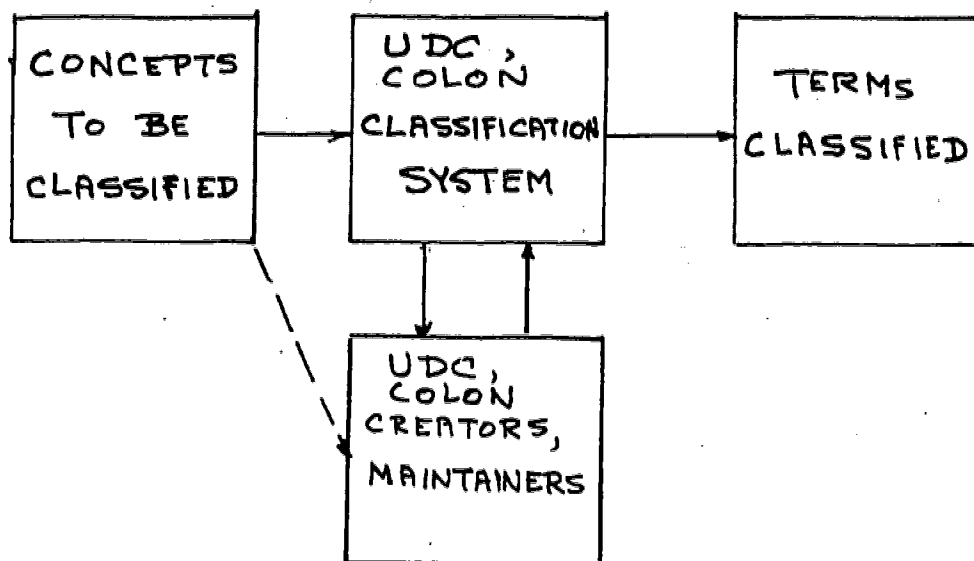 CONCEPTS
TO BE
CLASSIFIED
UDC,
COLON
CLASSIFICATION
SYSTEM
TERMS
CLASSIFIED
UDC,
COLON
CREATORS,
MAINTAINERS